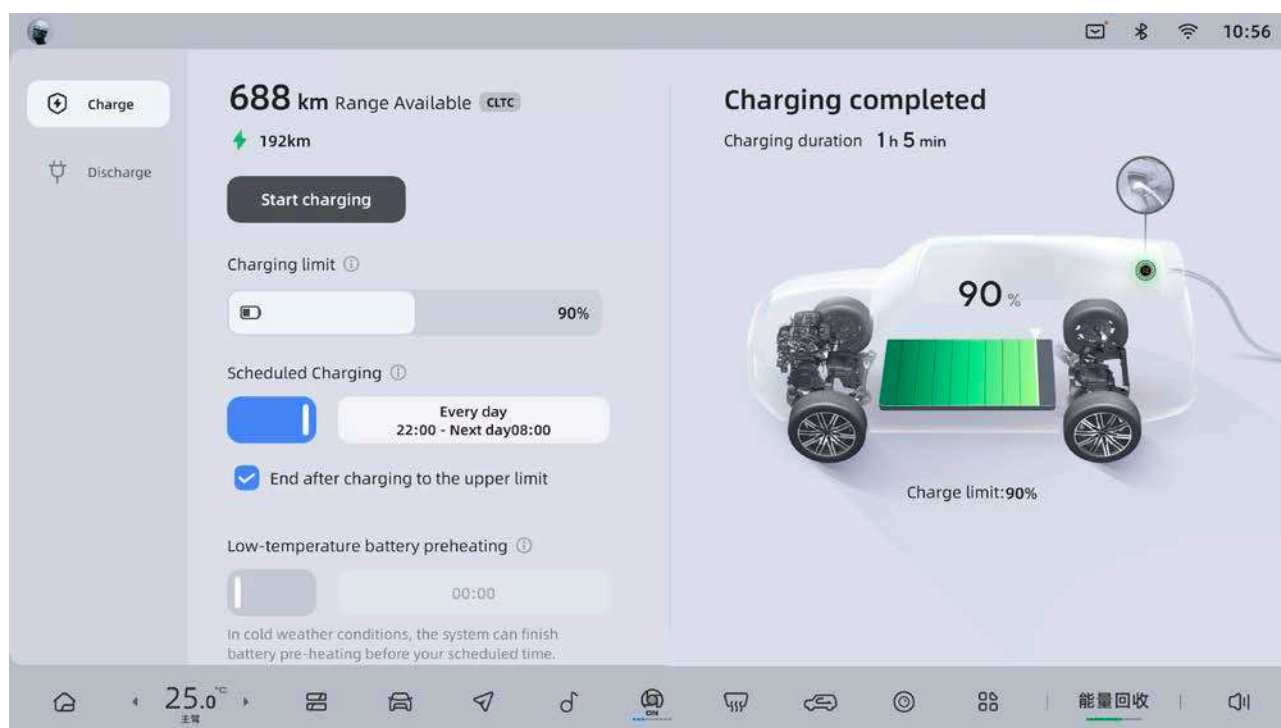 10:56
Charge
Discharge
688 km Range Available CLTC
192km
Start charging
Charging limit
90%
Scheduled Charging
Every day
22:00 - Next day08:00
End after charging to the upper limit
Low-temperature battery preheating
00:00
In cold weather conditions, the system can finish
battery pre-heating before your scheduled time.
Charging completed
Charging duration 1 h 5 min
90 %
Charge limit:90%
25.0°C
主驾
ON
能量回收